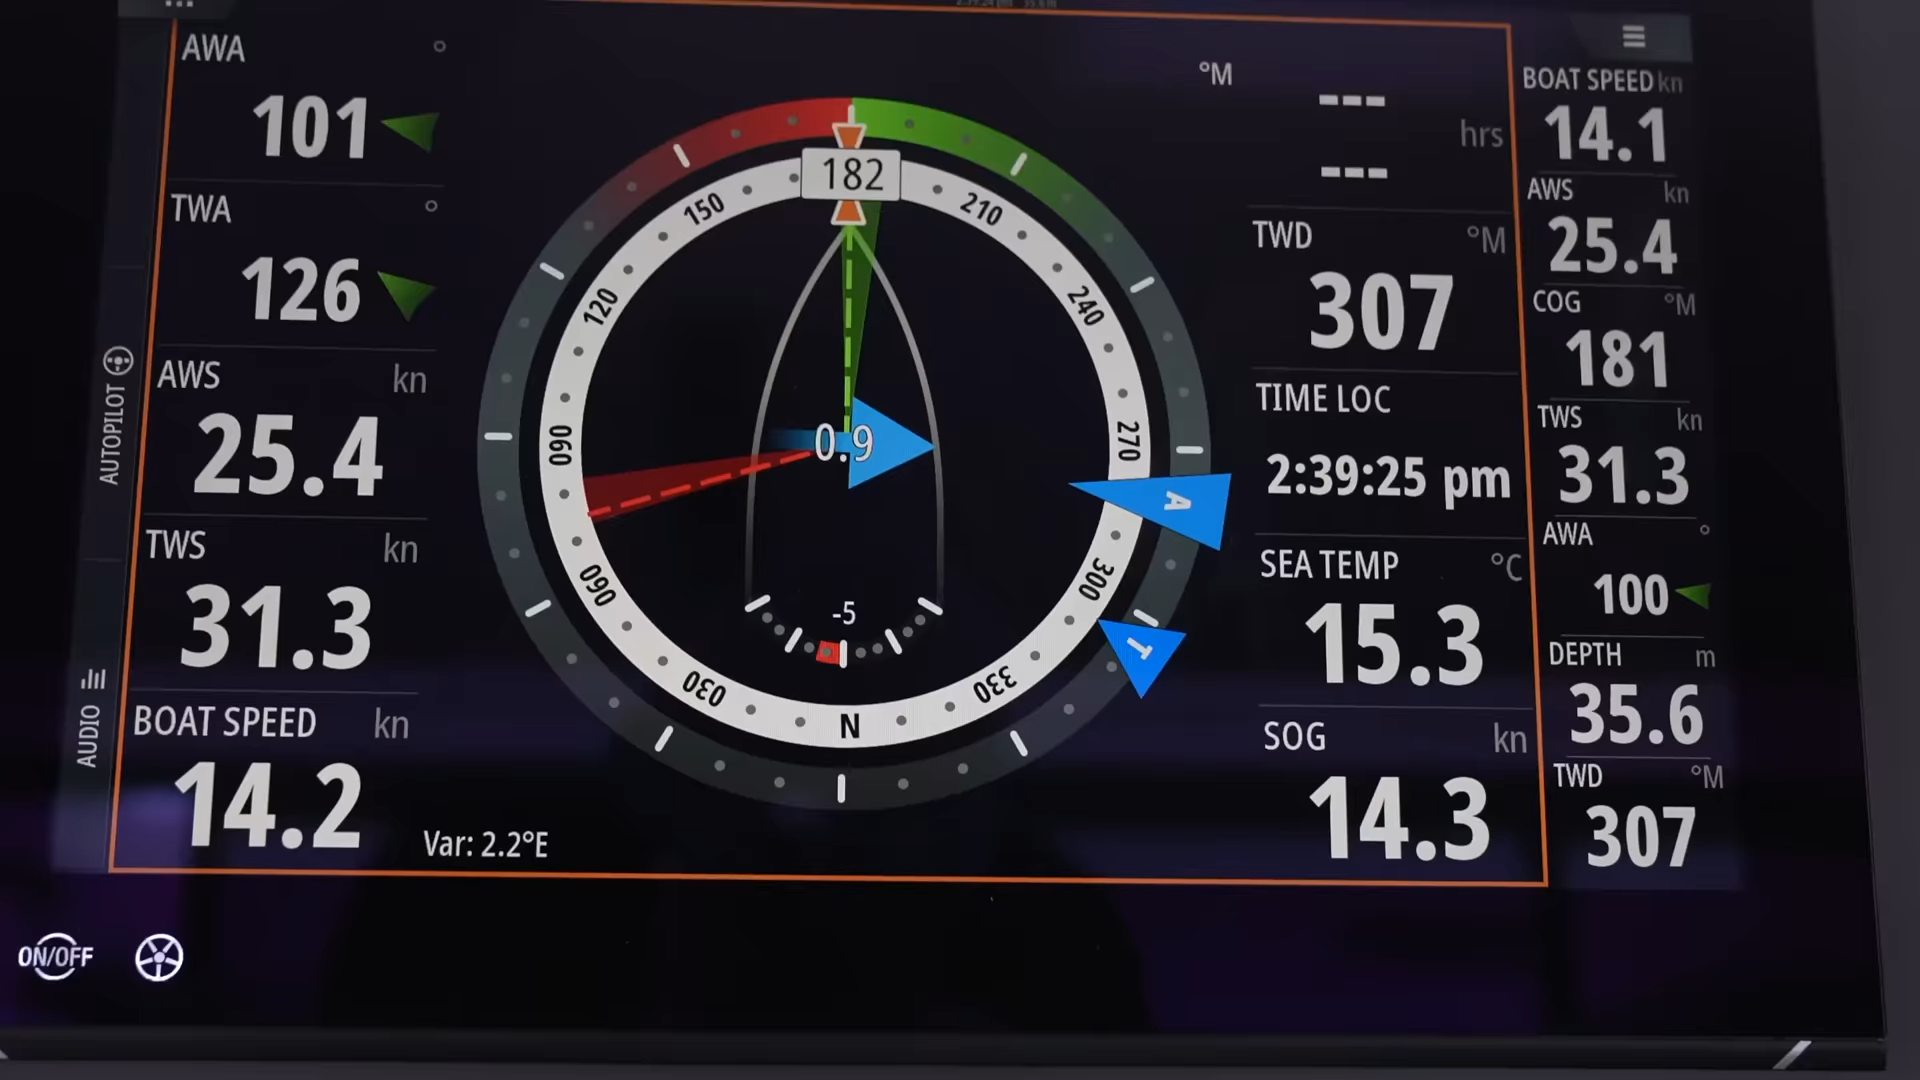 AWA °
101
TWA °
126
AWS kn
25.4
TWS kn
31.3
BOAT SPEED kn
14.2
Var: 2.2°E
AUTOPILOT
AUDIO
ON/OFF
182
150
210
120
240
090
270
060
300
030
330
N
0.9
-5
A
T
°M
---
hrs
---
TWD °M
307
TIME LOC
2:39:25 pm
SEA TEMP °C
15.3
SOG kn
14.3
BOAT SPEED kn
14.1
AWS kn
25.4
COG °M
181
TWS kn
31.3
AWA °
100
DEPTH m
35.6
TWD °M
307